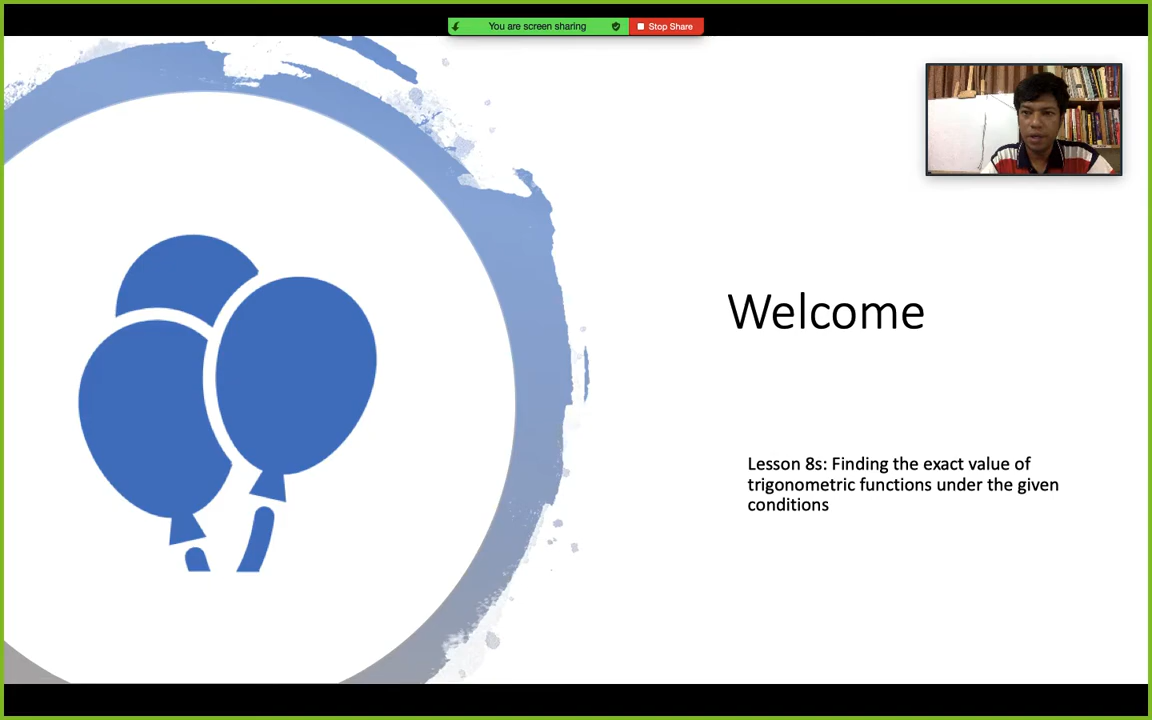 You are screen sharing
Stop Share
Welcome
Lesson 8s: Finding the exact value of
trigonometric functions under the given
conditions